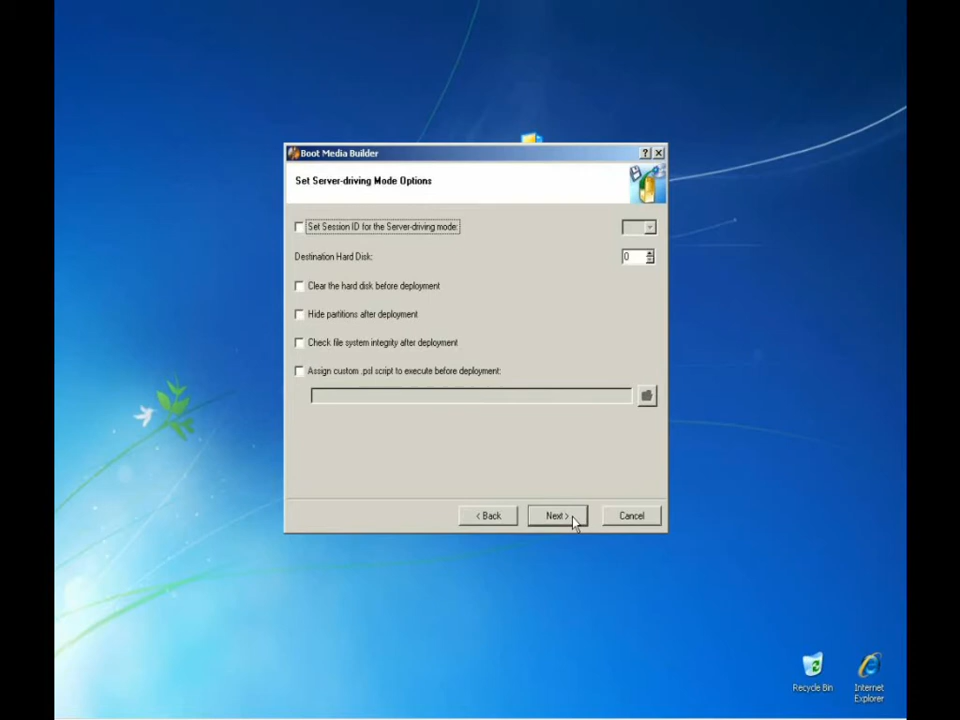 Boot Media Builder
Set Server-driving Mode Options
Set Session ID for the Server-driving mode:
Destination Hard Disk:
0
Clear the hard disk before deployment
Hide partitions after deployment
Check file system integrity after deployment
Assign custom .psl script to execute before deployment:
< Back
Next >
Cancel
Recycle Bin
Internet
Explorer